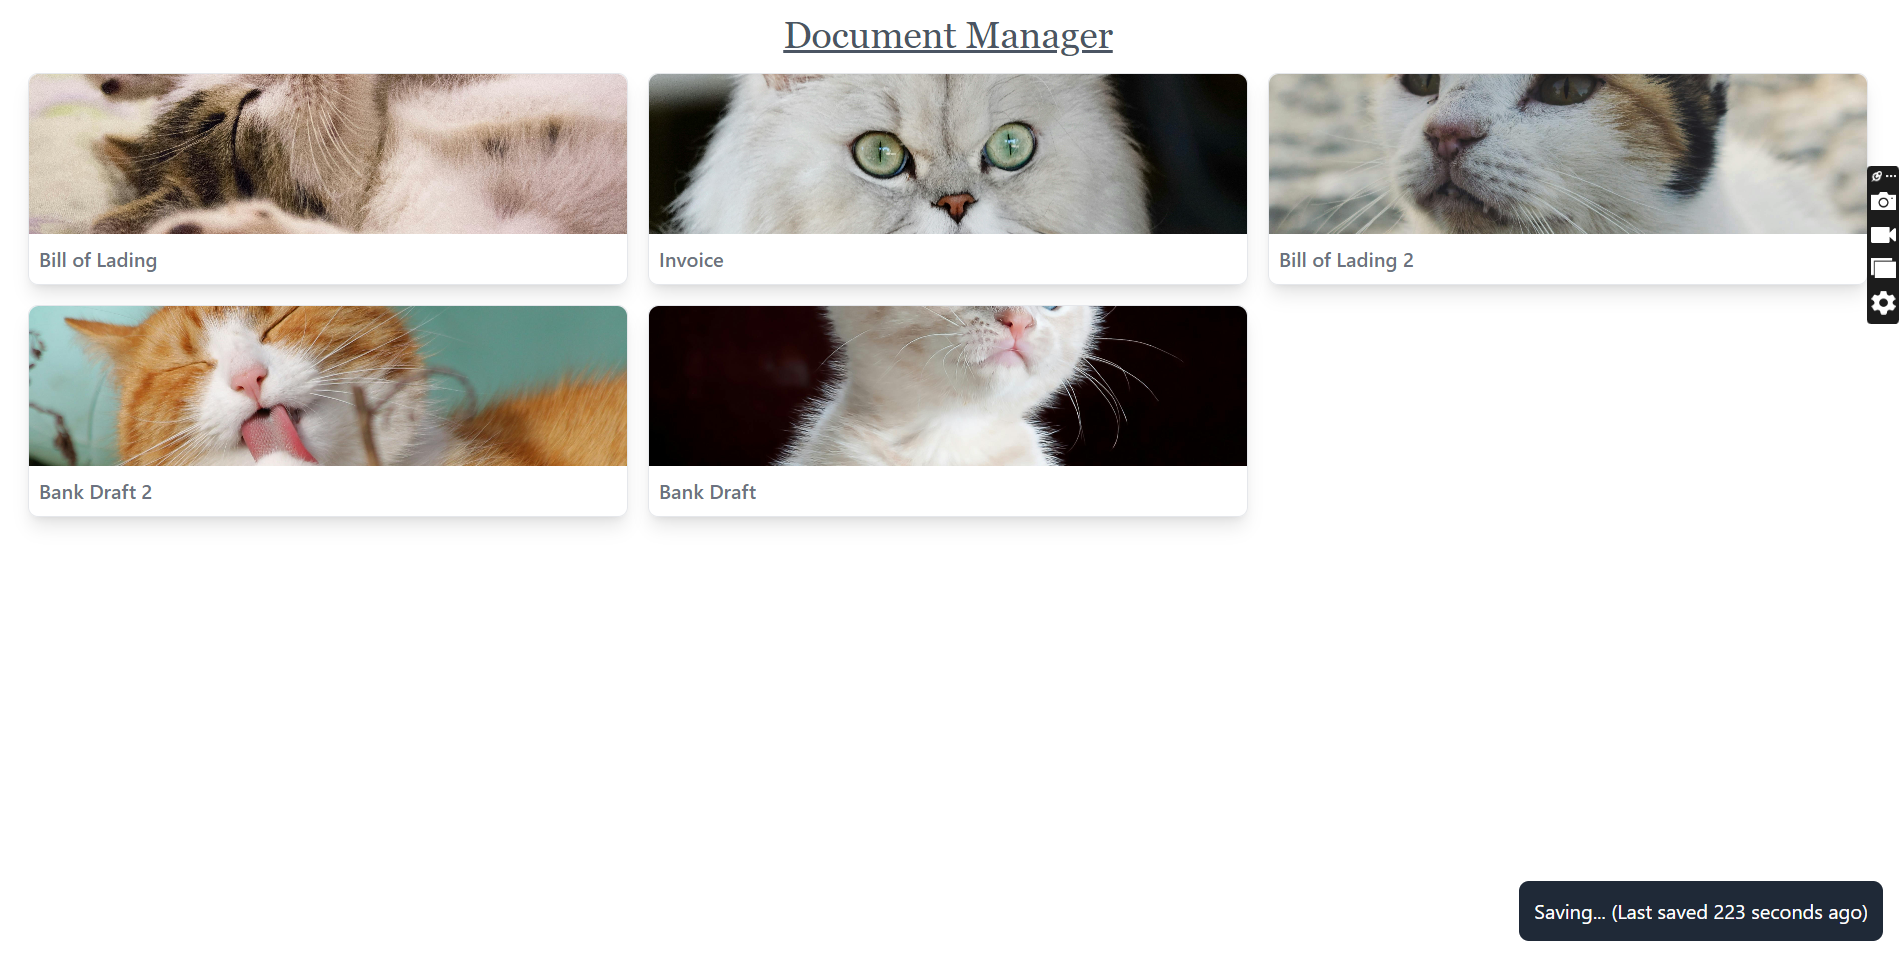 Document Manager
Bill of Lading
Invoice
Bill of Lading 2
Bank Draft 2
Bank Draft
Saving... (Last saved 223 seconds ago)